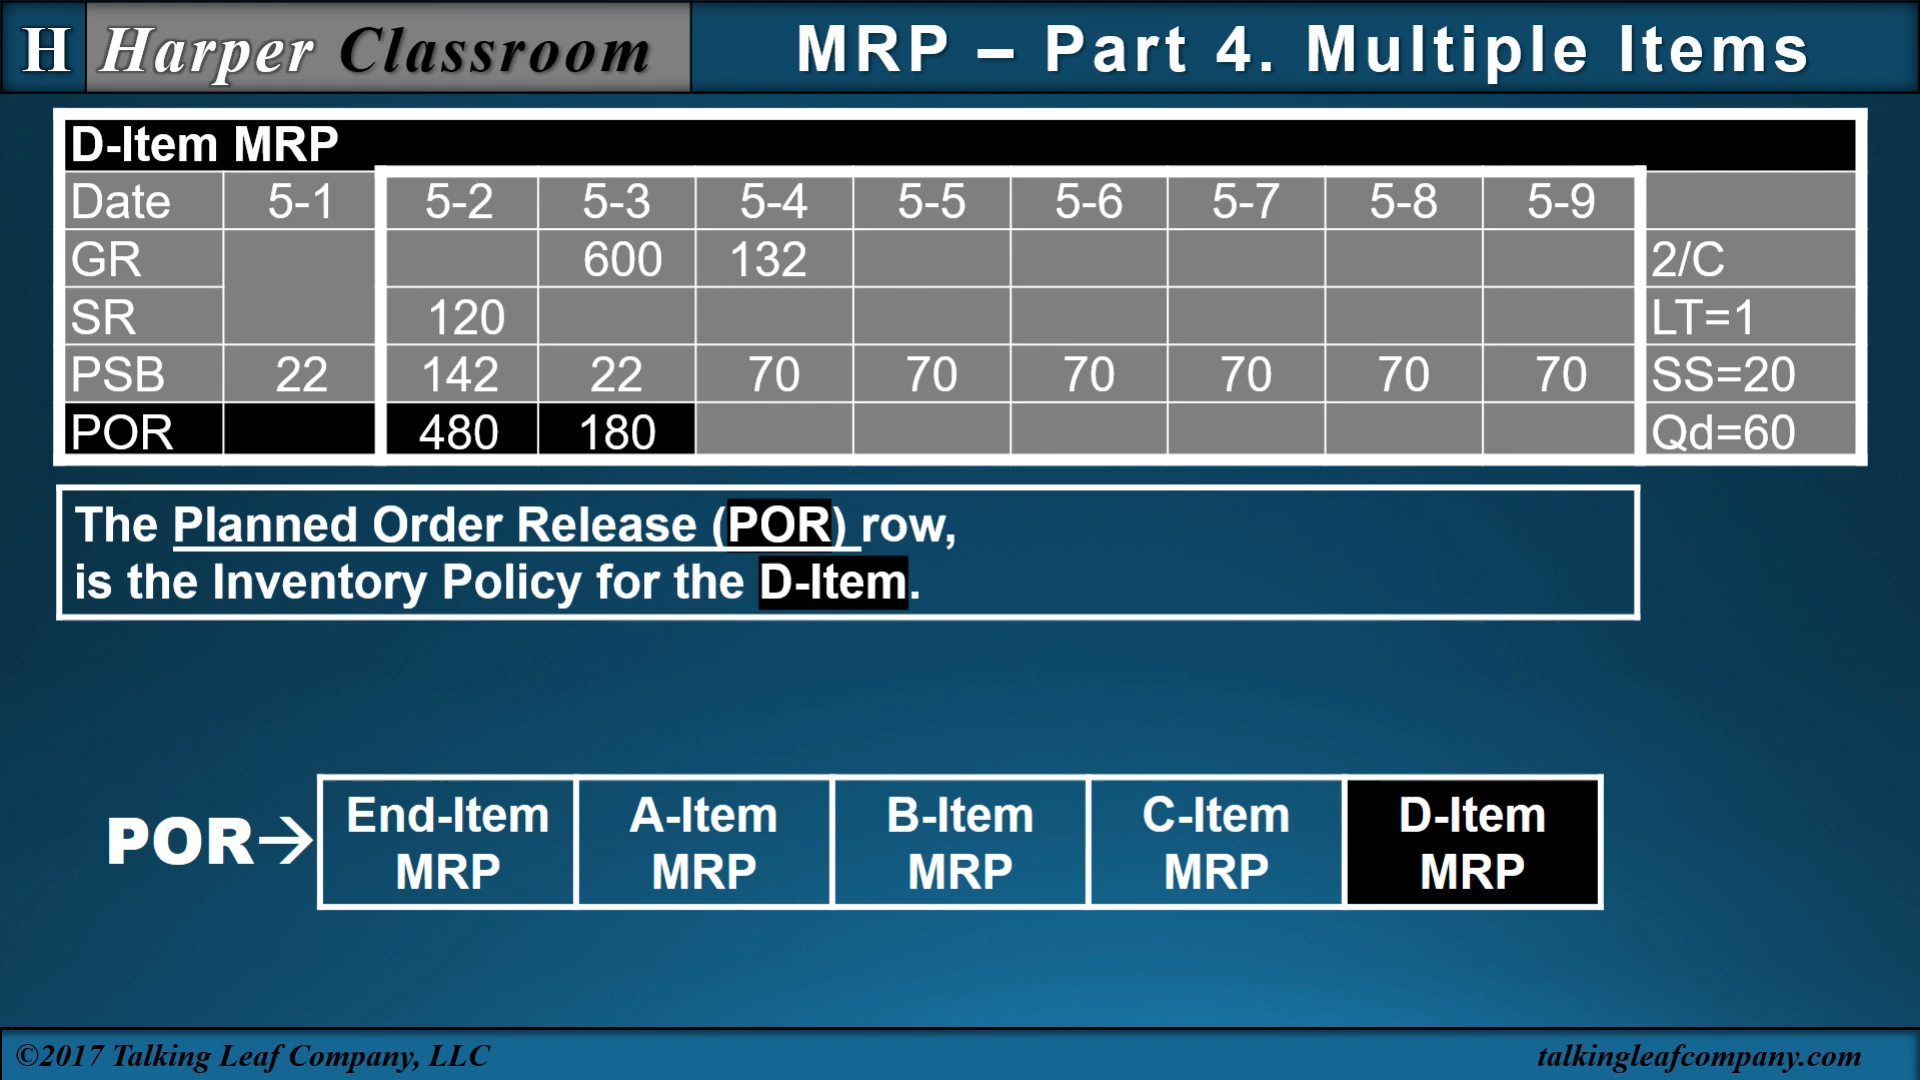 H Harper Classroom MRP – Part 4. Multiple Items
D-Item MRP
Date 5-1 5-2 5-3 5-4 5-5 5-6 5-7 5-8 5-9
GR 600 132 2/C
SR 120 LT=1
PSB 22 142 22 70 70 70 70 70 70 SS=20
POR 480 180 Qd=60
The Planned Order Release (POR) row,
is the Inventory Policy for the D-Item.
POR→ End-Item MRP A-Item MRP B-Item MRP C-Item MRP D-Item MRP
©2017 Talking Leaf Company, LLC talkingleafcompany.com